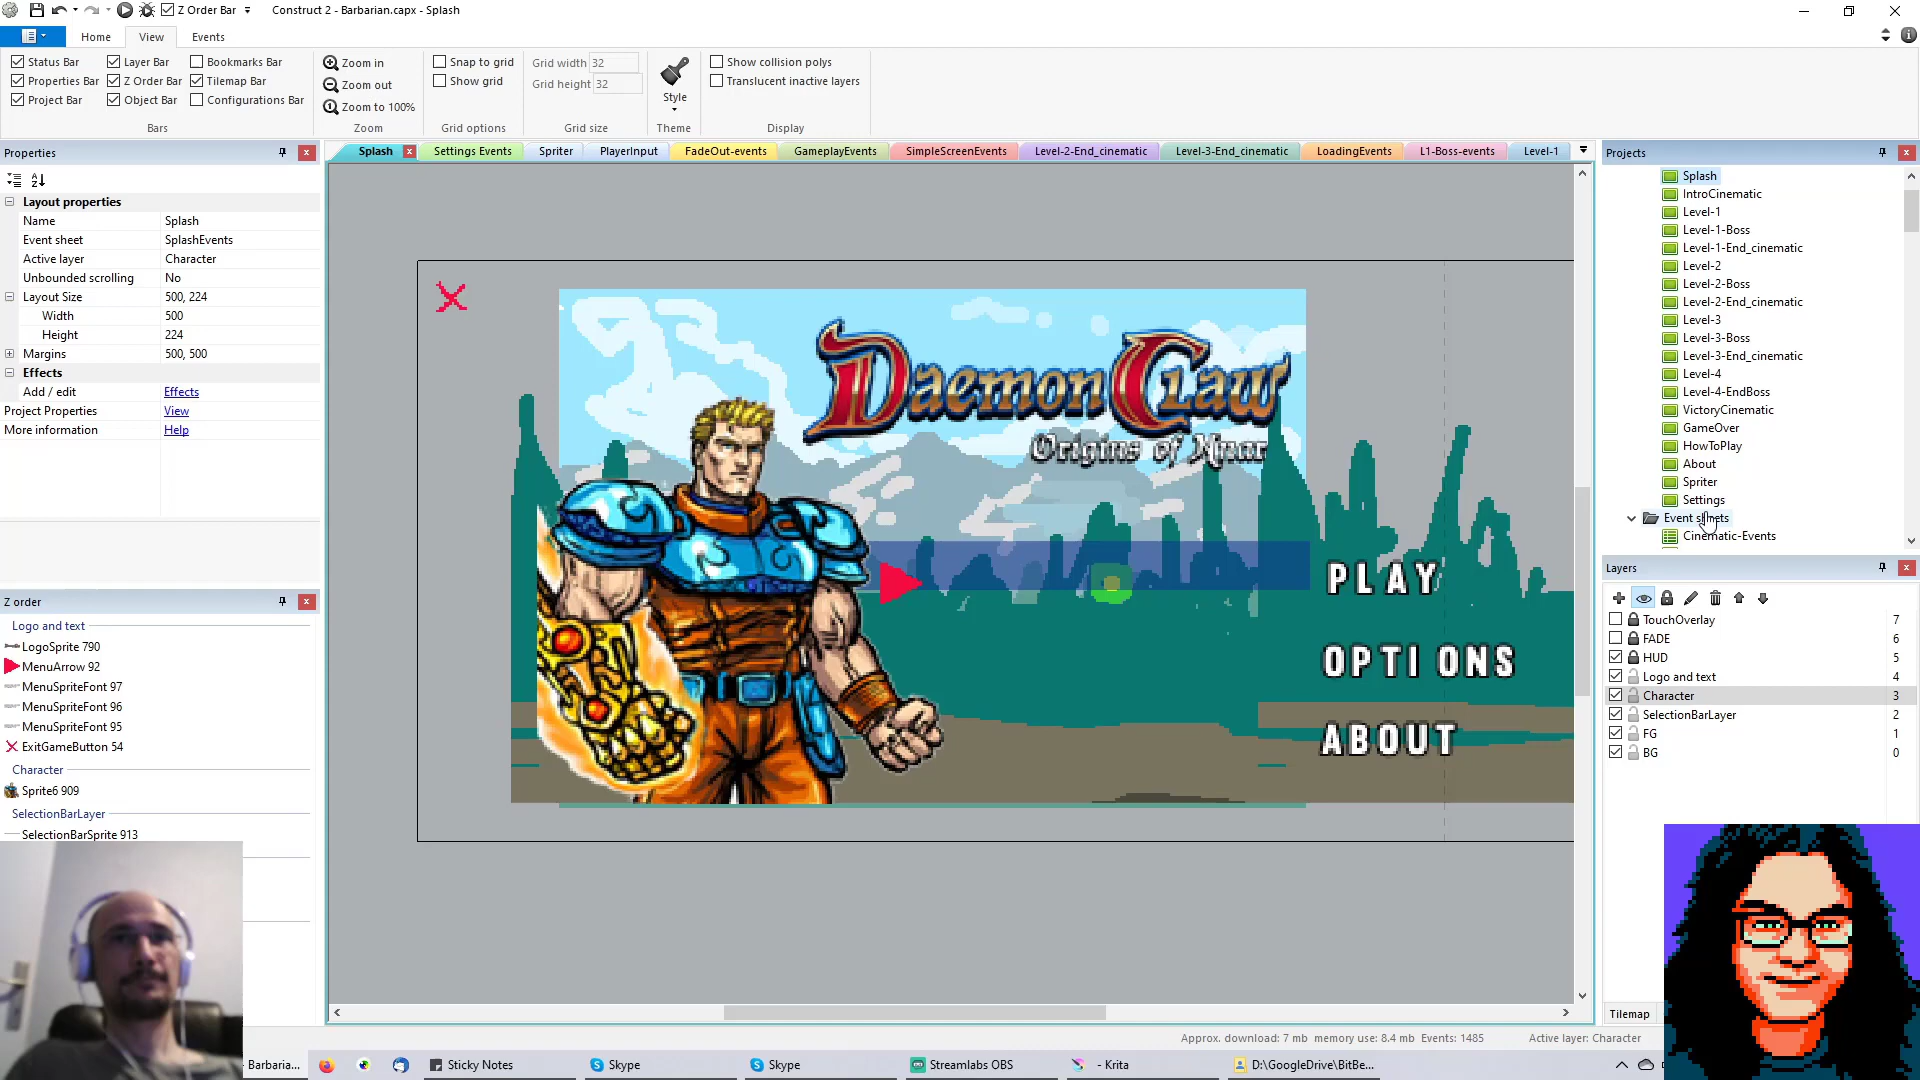 Z Order Bar
Construct 2 - Barbarian.capx - Splash
Home View Events
Status Bar Layer Bar Bookmarks Bar
Properties Bar Z Order Bar Tilemap Bar
Project Bar Object Bar Configurations Bar
Bars
Zoom in
Zoom out
Zoom to 100%
Zoom
Snap to grid
Show grid
Grid options
Grid width 32
Grid height 32
Grid size
Style
Theme
Show collision polys
Translucent inactive layers
Display
Properties
Layout properties
Name Splash
Event sheet SplashEvents
Active layer Character
Unbounded scrolling No
Layout Size 500, 224
Width 500
Height 224
Margins 500, 500
Effects
Add / edit Effects
Project Properties View
More information Help
Z order
Logo and text
LogoSprite 790
MenuArrow 92
MenuSpriteFont 97
MenuSpriteFont 96
MenuSpriteFont 95
ExitGameButton 54
Character
Sprite6 909
SelectionBarLayer
SelectionBarSprite 913
Splash Settings Events Spriter PlayerInput FadeOut-events GameplayEvents SimpleScreenEvents Level-2-End_cinematic Level-3-End_cinematic LoadingEvents L1-Boss-events Level-1
DaemonClaw
Origins of
PLAY
OPTIONS
ABOUT
Projects
Splash
IntroCinematic
Level-1
Level-1-Boss
Level-1-End_cinematic
Level-2
Level-2-Boss
Level-2-End_cinematic
Level-3
Level-3-Boss
Level-3-End_cinematic
Level-4
Level-4-EndBoss
VictoryCinematic
GameOver
HowToPlay
About
Spriter
Settings
Event sheets
Cinematic-Events
Layers
TouchOverlay 7
FADE 6
HUD 5
Logo and text 4
Character 3
SelectionBarLayer 2
FG 1
BG 0
Tilemap
Approx. download: 7 mb memory use: 8.4 mb Events: 1485 Active layer: Character
Barbaria... Sticky Notes Skype Skype Streamlabs OBS - Krita D:\GoogleDrive\BitBe...